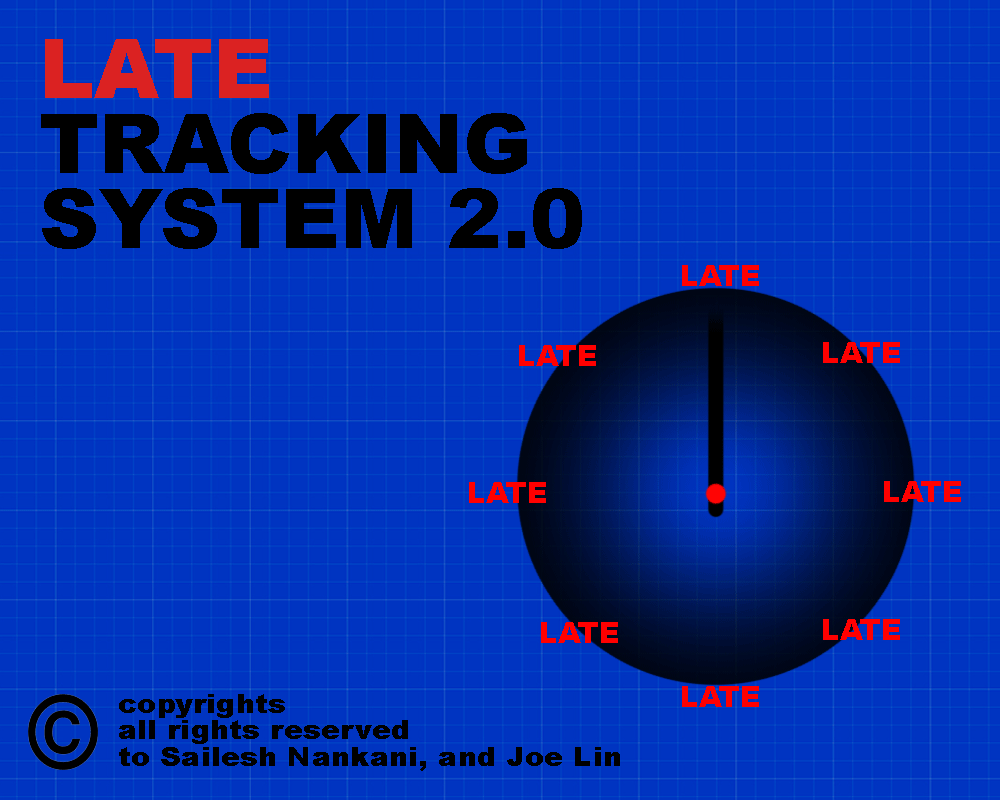 LATE
TRACKING
SYSTEM 2.0
LATE
LATE
LATE
LATE
LATE
LATE
LATE
LATE
© copyrights
all rights reserved
to Sailesh Nankani, and Joe Lin